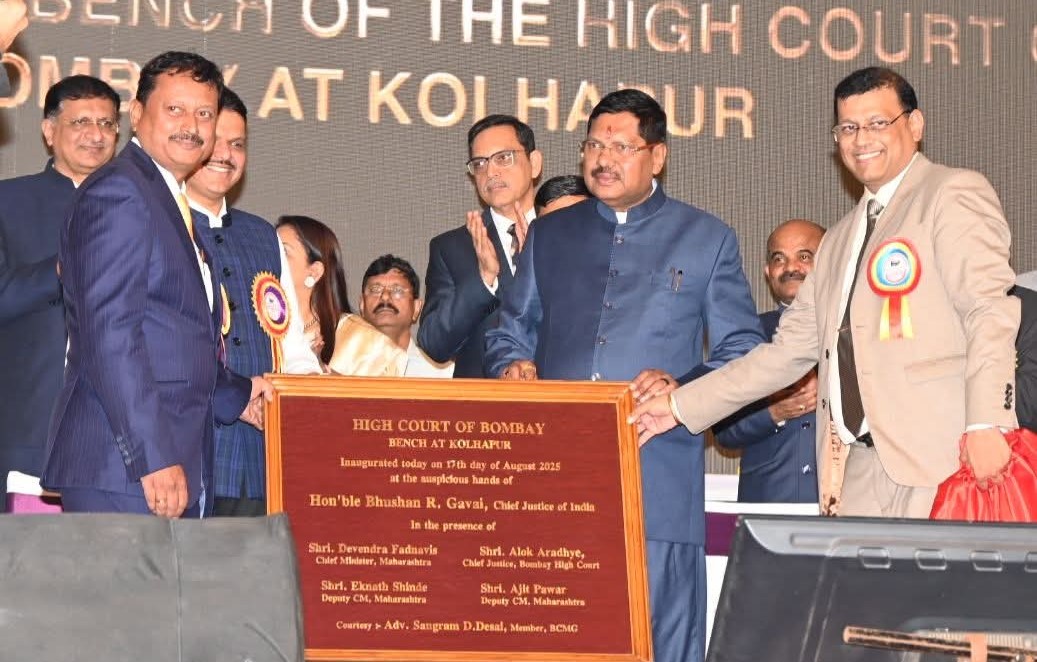 BENCH OF THE HIGH COURT
OMBAY AT KOLHAPUR
HIGH COURT OF BOMBAY
BENCH AT KOLHAPUR
Inaugurated today on 17th day of August 2025
at the auspicious hands of
Hon'ble Bhushan R. Gavai, Chief Justice of India
In the presence of
Shri. Devendra Fadnavis
Chief Minister, Maharashtra
Shri. Alok Aradhye,
Chief Justice, Bombay High Court
Shri. Eknath Shinde
Deputy CM, Maharashtra
Shri. Ajit Pawar
Deputy CM, Maharashtra
Courtesy :- Adv. Sangram D.Desai, Member, BCMG